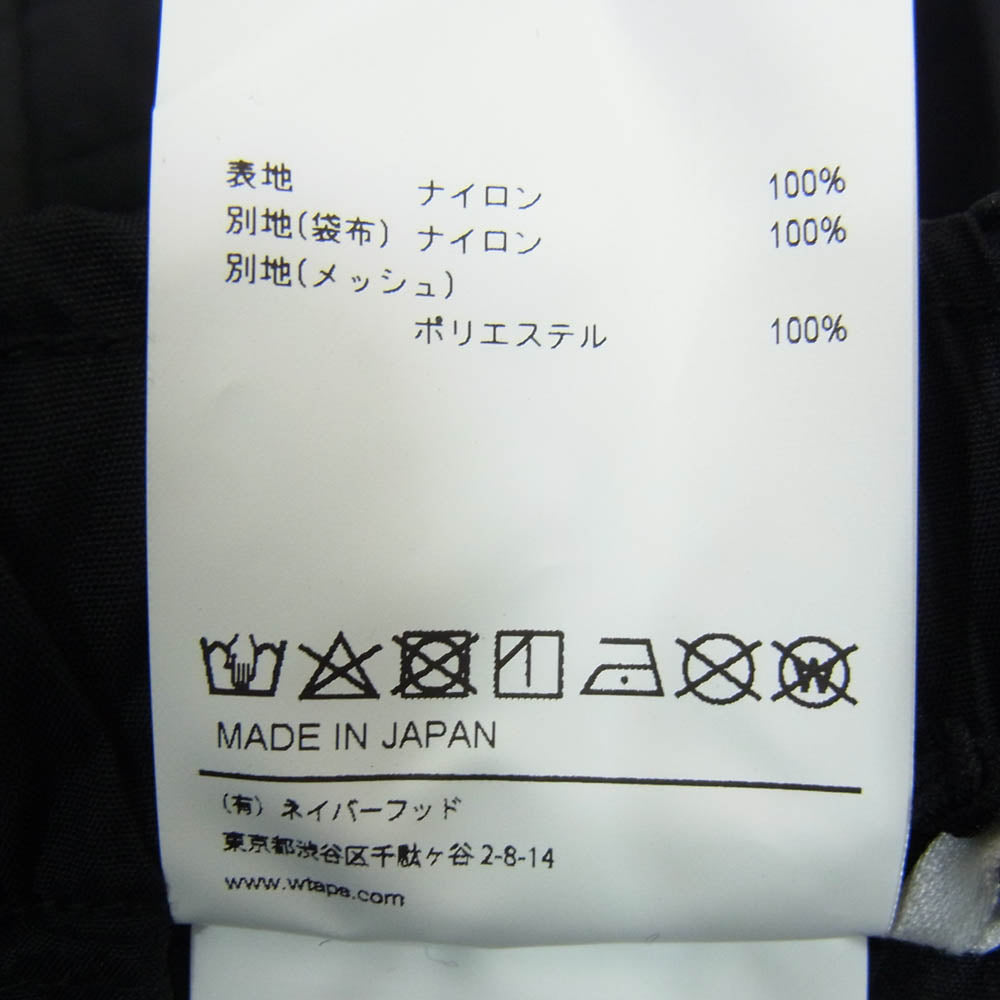 表地 ナイロン 100%
別地(袋布) ナイロン 100%
別地(メッシュ)
ポリエステル 100%
W
MADE IN JAPAN
(有) ネイバーフッド
東京都渋谷区千駄ヶ谷 2-8-14
www.wtaps.com